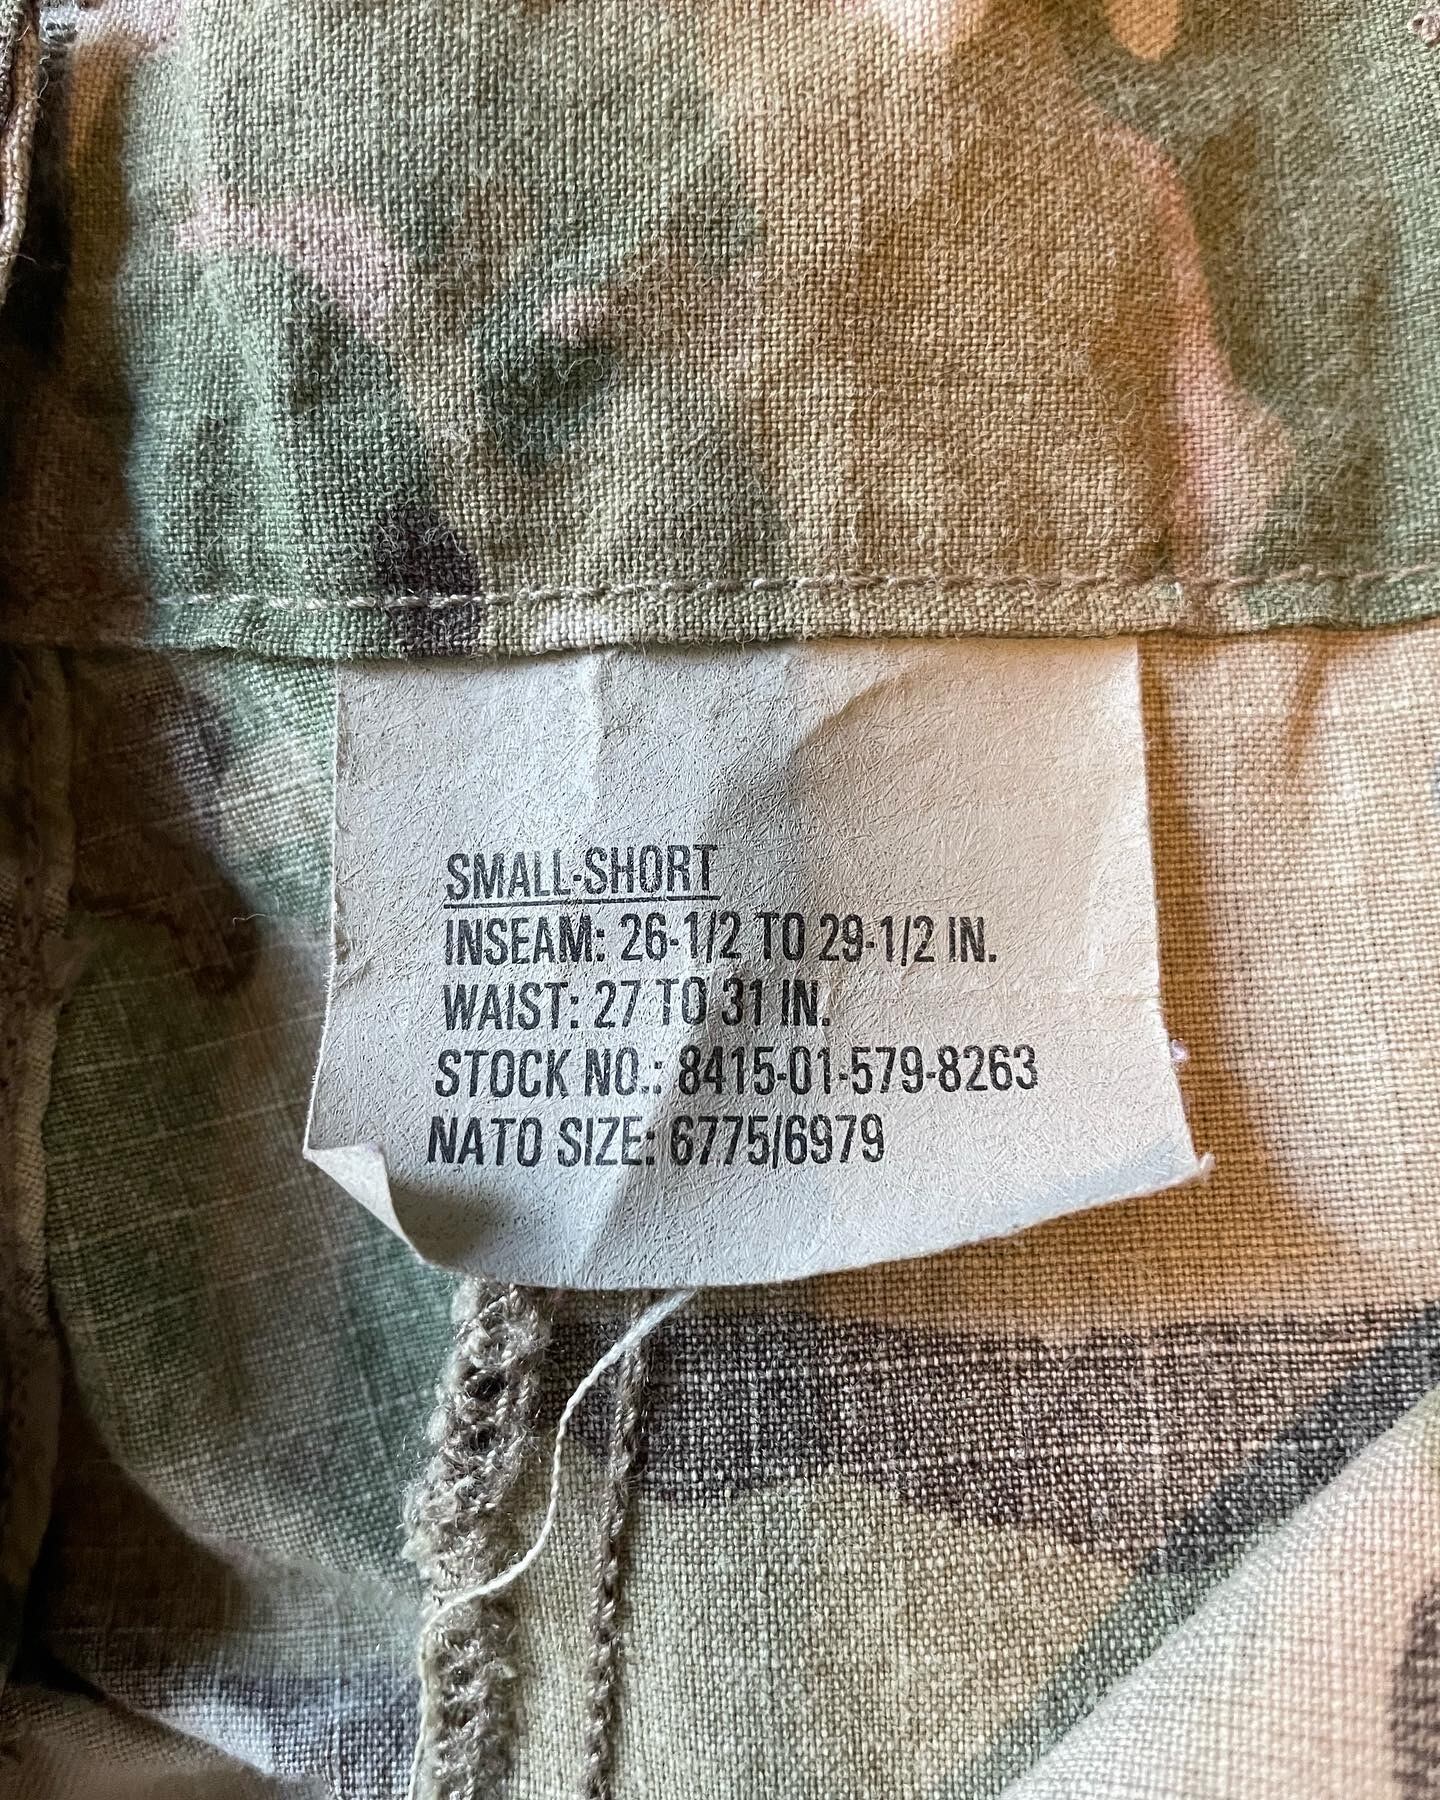 SMALL-SHORT
INSEAM: 26-1/2 TO 29-1/2 IN.
WAIST: 27 TO 31 IN.
STOCK NO.: 8415-01-579-8263
NATO SIZE: 6775/6979